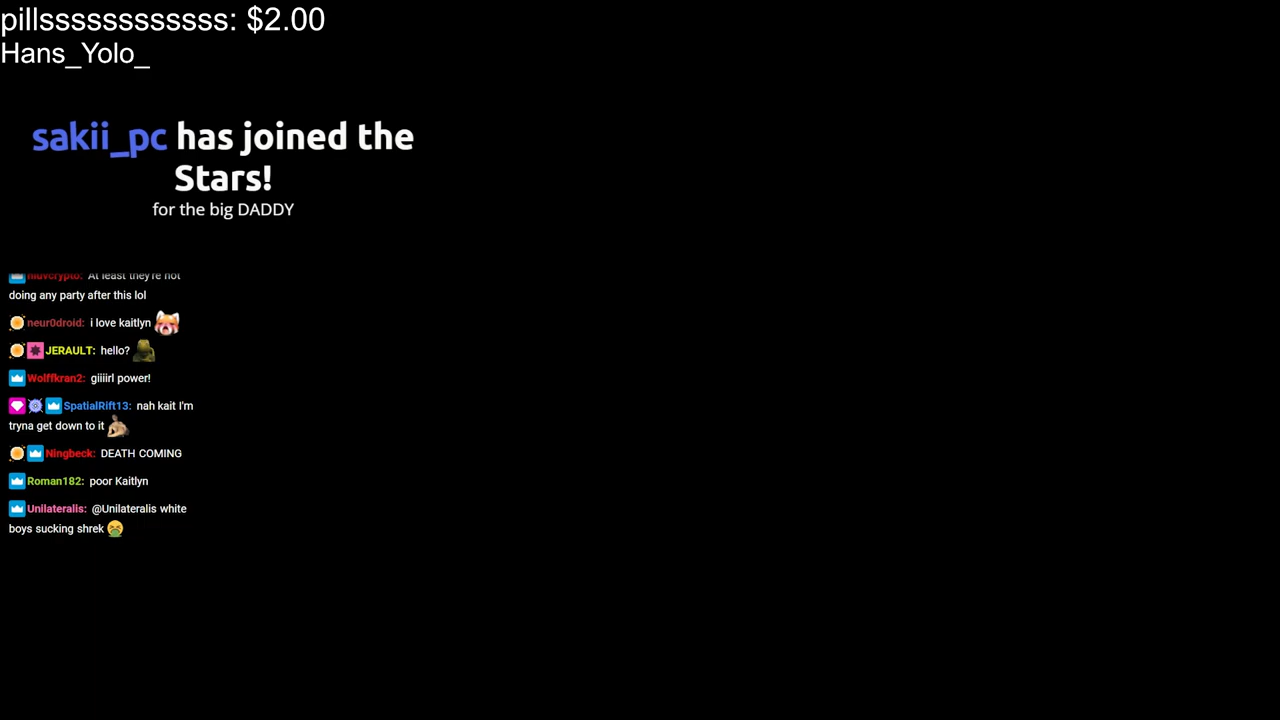 pillssssssssssss: $2.00
Hans_Yolo_
sakii_pc has joined the
Stars!
for the big DADDY
hiuvcrypto: At least they're not
doing any party after this lol
neur0droid: i love kaitlyn
JERAULT: hello?
Wolffkran2: giiiirl power!
SpatialRift13: nah kait I'm
tryna get down to it
Ningbeck: DEATH COMING
Roman182: poor Kaitlyn
Unilateralis: @Unilateralis white
boys sucking shrek